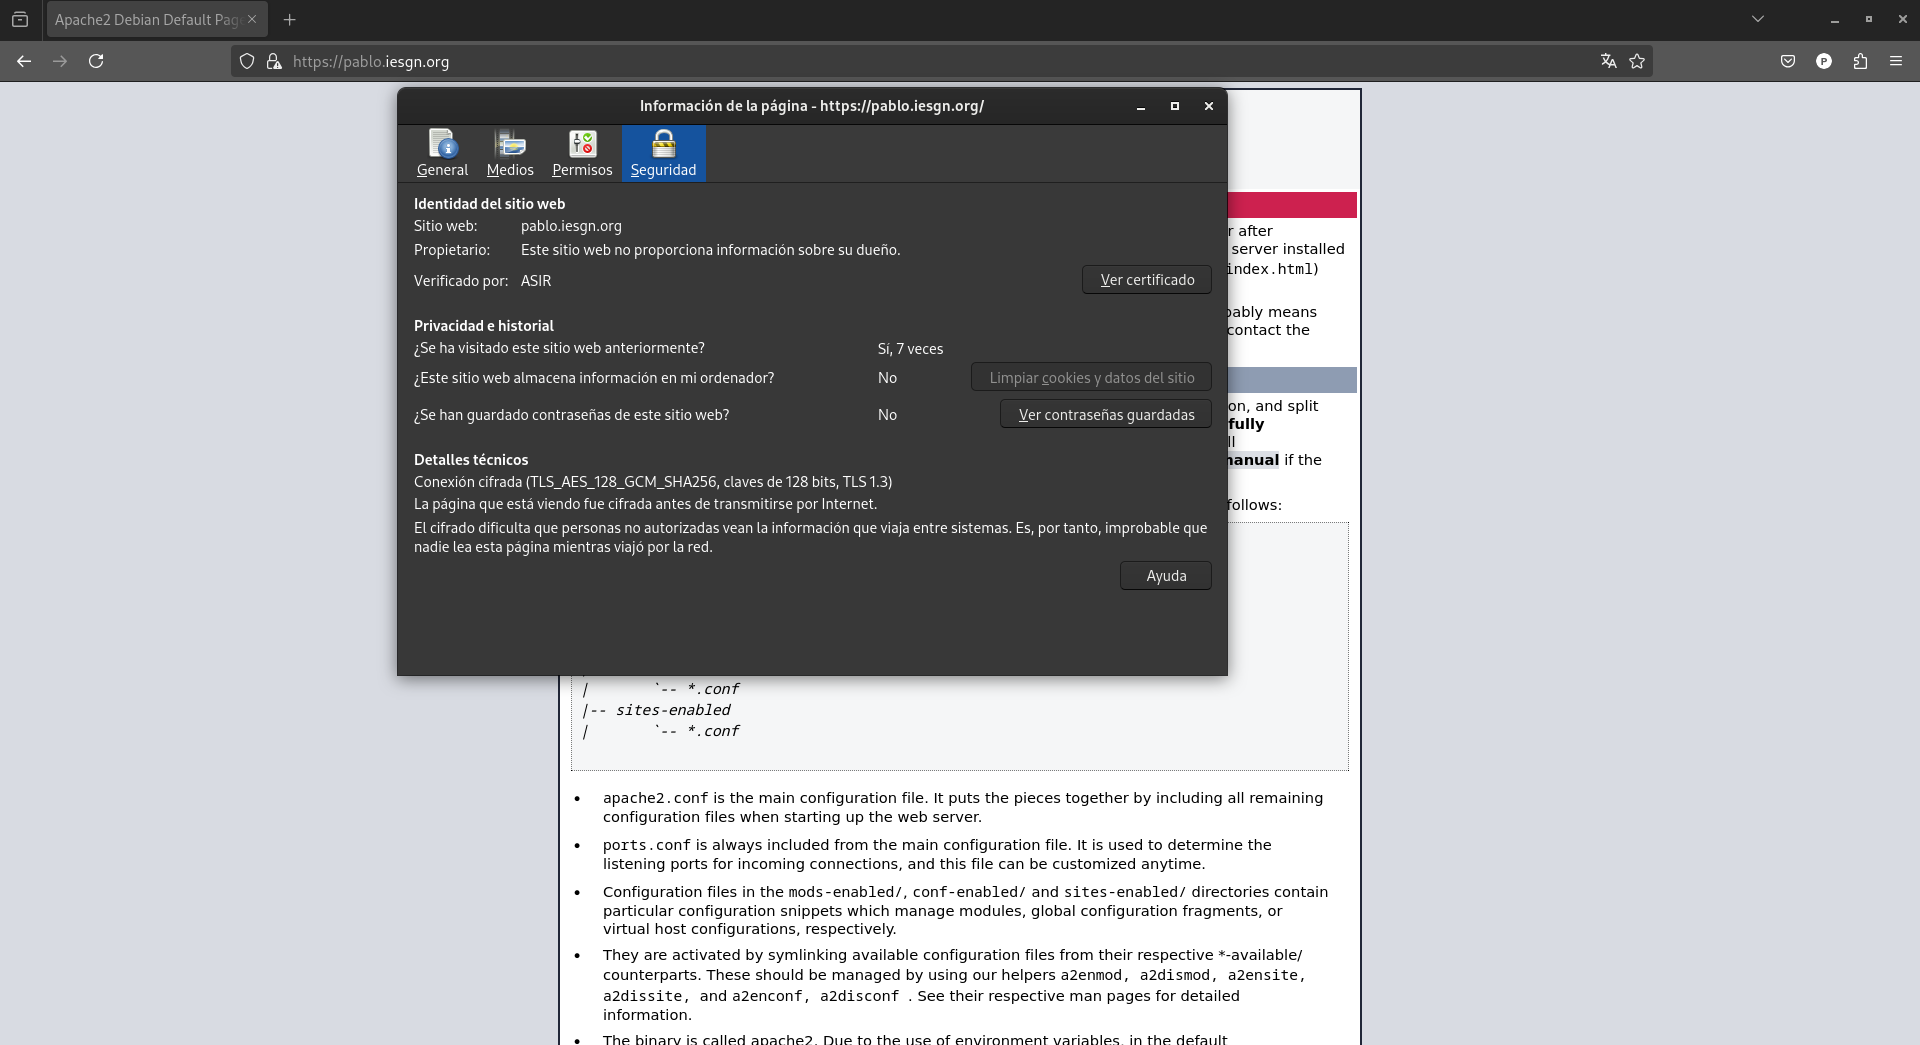 Apache2 Debian Default Pag
https://pablo.iesgn.org
P
Información de la página - https://pablo.iesgn.org/
General
Medios
Permisos
Seguridad
Identidad del sitio web
Sitio web: pablo.iesgn.org
Propietario: Este sitio web no proporciona información sobre su dueño.
Verificado por: ASIR
Ver certificado
Privacidad e historial
¿Se ha visitado este sitio web anteriormente? Sí, 7 veces
¿Este sitio web almacena información en mi ordenador? No
Limpiar cookies y datos del sitio
¿Se han guardado contraseñas de este sitio web? No
Ver contraseñas guardadas
Detalles técnicos
Conexión cifrada (TLS_AES_128_GCM_SHA256, claves de 128 bits, TLS 1.3)
La página que está viendo fue cifrada antes de transmitirse por Internet.
El cifrado dificulta que personas no autorizadas vean la información que viaja entre sistemas. Es, por tanto, improbable que
nadie lea esta página mientras viajó por la red.
Ayuda
after
server installed
index.html)
means
contact the
on, and split
fully
if the
follows:
| `-- *.conf
|-- sites-enabled
| `-- *.conf
• apache2.conf is the main configuration file. It puts the pieces together by including all remaining
configuration files when starting up the web server.
• ports.conf is always included from the main configuration file. It is used to determine the
listening ports for incoming connections, and this file can be customized anytime.
• Configuration files in the mods-enabled/, conf-enabled/ and sites-enabled/ directories contain
particular configuration snippets which manage modules, global configuration fragments, or
virtual host configurations, respectively.
• They are activated by symlinking available configuration files from their respective *-available/
counterparts. These should be managed by using our helpers a2enmod, a2dismod, a2ensite,
a2dissite, and a2enconf, a2disconf . See their respective man pages for detailed
information.
• The binary is called apache2. Due to the use of environment variables, in the default